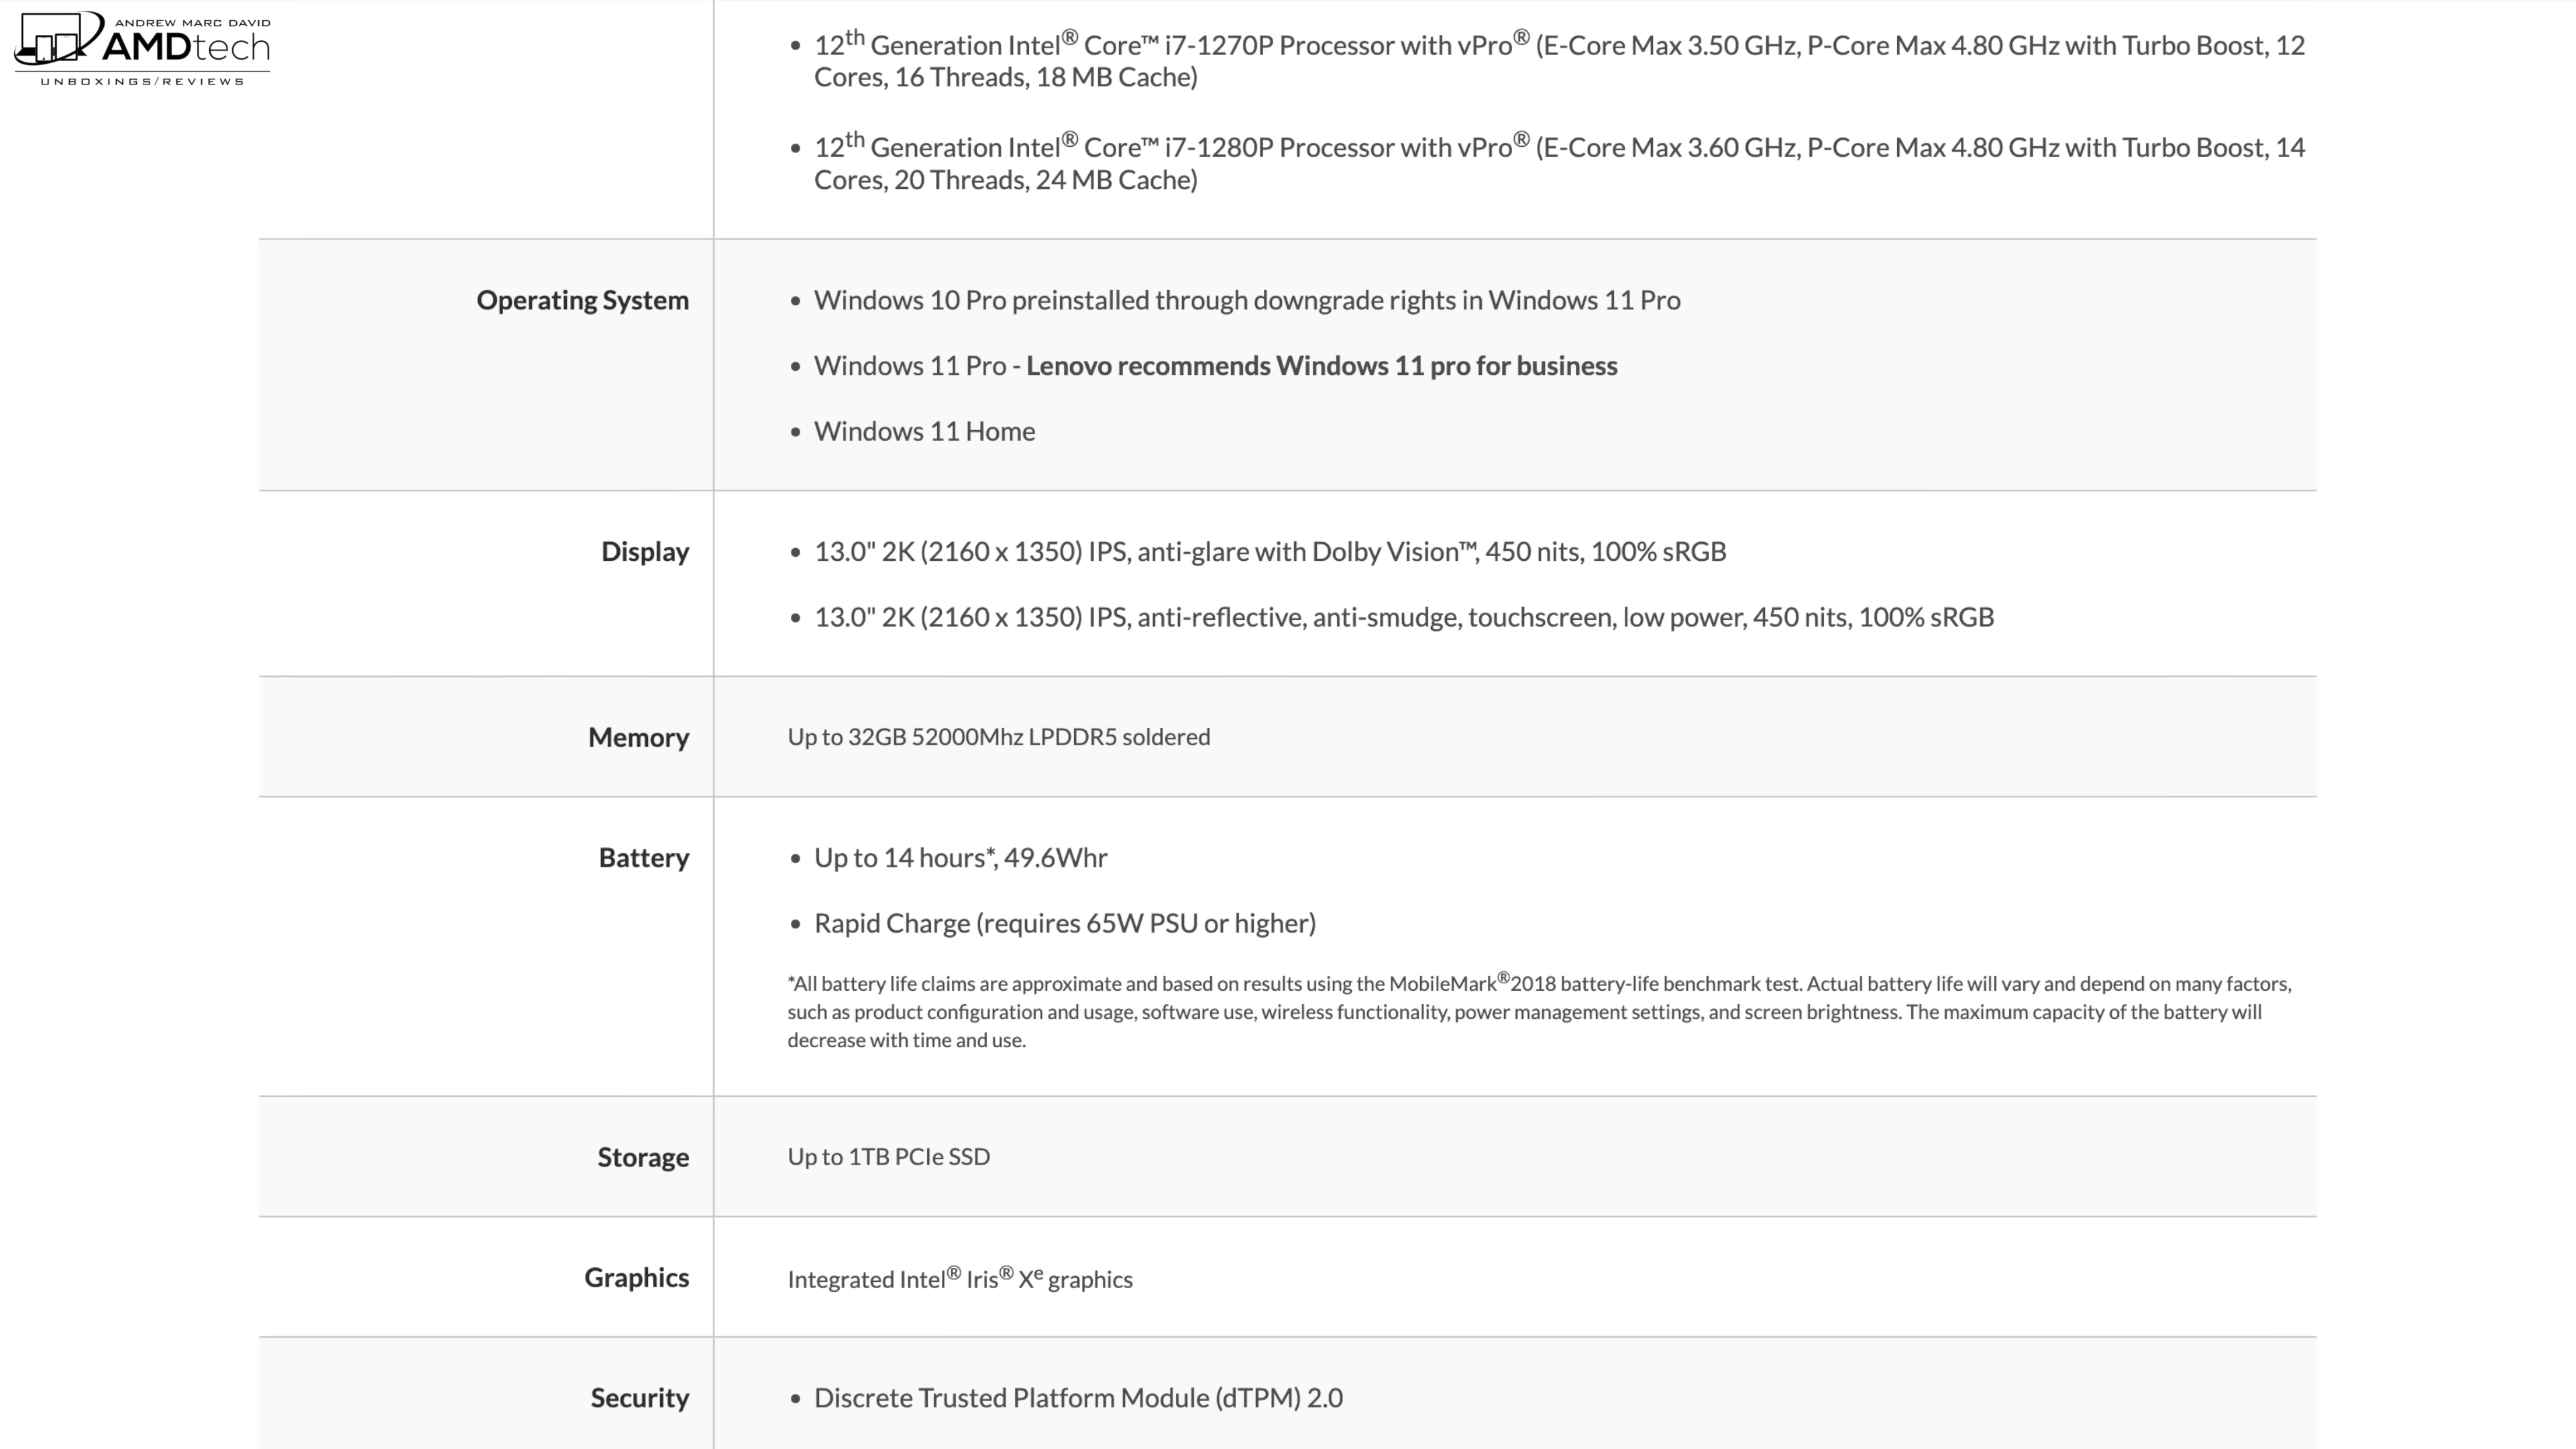 ANDREW MARC DAVID
AMDtech
UNBOXINGS/REVIEWS
• 12th Generation Intel® Core™ i7-1270P Processor with vPro® (E-Core Max 3.50 GHz, P-Core Max 4.80 GHz with Turbo Boost, 12
Cores, 16 Threads, 18 MB Cache)
• 12th Generation Intel® Core™ i7-1280P Processor with vPro® (E-Core Max 3.60 GHz, P-Core Max 4.80 GHz with Turbo Boost, 14
Cores, 20 Threads, 24 MB Cache)
Operating System
• Windows 10 Pro preinstalled through downgrade rights in Windows 11 Pro
• Windows 11 Pro - Lenovo recommends Windows 11 pro for business
• Windows 11 Home
Display
• 13.0" 2K (2160 x 1350) IPS, anti-glare with Dolby Vision™, 450 nits, 100% sRGB
• 13.0" 2K (2160 x 1350) IPS, anti-reflective, anti-smudge, touchscreen, low power, 450 nits, 100% sRGB
Memory
Up to 32GB 52000Mhz LPDDR5 soldered
Battery
• Up to 14 hours*, 49.6Whr
• Rapid Charge (requires 65W PSU or higher)
*All battery life claims are approximate and based on results using the MobileMark®2018 battery-life benchmark test. Actual battery life will vary and depend on many factors,
such as product configuration and usage, software use, wireless functionality, power management settings, and screen brightness. The maximum capacity of the battery will
decrease with time and use.
Storage
Up to 1TB PCIe SSD
Graphics
Integrated Intel® Iris® Xe graphics
Security
• Discrete Trusted Platform Module (dTPM) 2.0